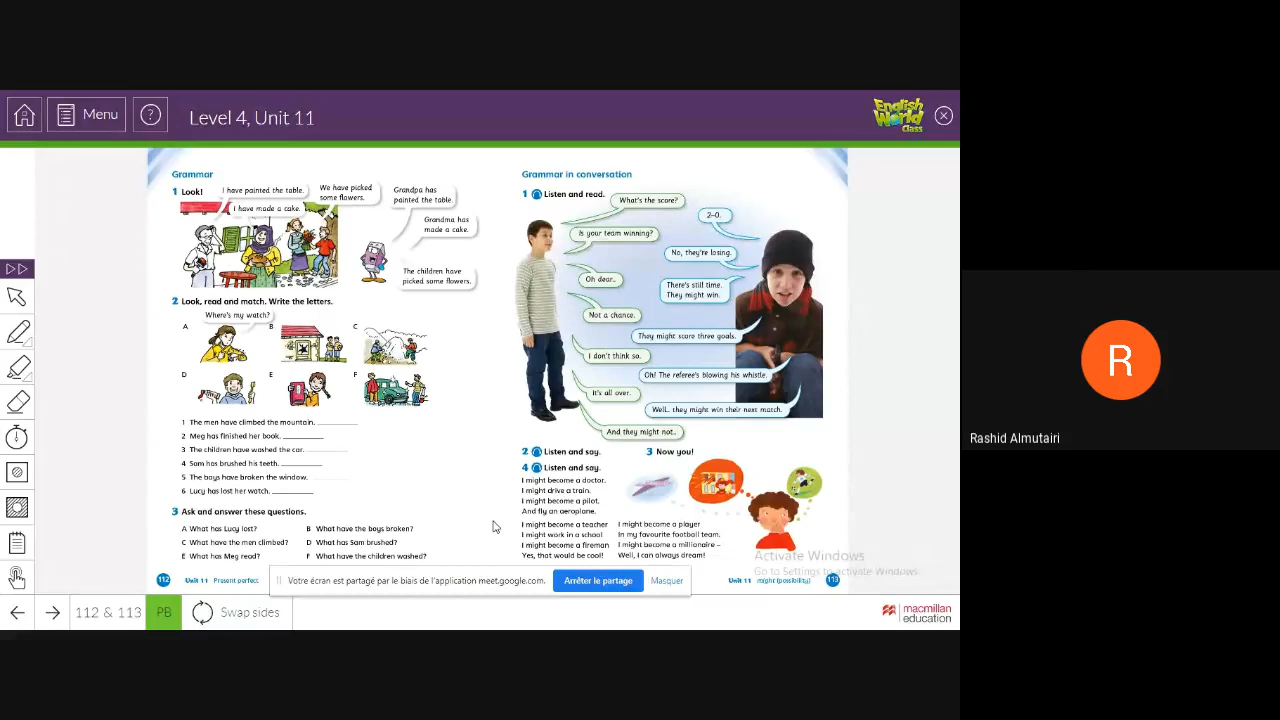 Menu
?
Level 4, Unit 11
English
World
Class
Grammar
1 Look!
I have painted the table.
I have made a cake.
We have picked
some flowers.
Grandpa has
painted the table.
Grandma has
made a cake.
The children have
picked some flowers.
2 Look, read and match. Write the letters.
Where's my watch?
A
B
C
D
E
F
1 The men have climbed the mountain. ________
2 Meg has finished her book. ________
3 The children have washed the car. ________
4 Sam has brushed his teeth. ________
5 The boys have broken the window. ________
6 Lucy has lost her watch. ________
3 Ask and answer these questions.
A What has Lucy lost? B What have the boys broken?
C What have the men climbed? D What has Sam brushed?
E What has Meg read? F What have the children washed?
112 Unit 11 Present perfect
Grammar in conversation
1 Listen and read.
What's the score?
2–0.
Is your team winning?
No, they're losing.
Oh dear..
There's still time.
They might win.
Not a chance.
They might score three goals.
I don't think so.
Oh! The referee's blowing his whistle.
It's all over.
Well.. they might win their next match.
And they might not..
2 Listen and say.
3 Now you!
4 Listen and say.
I might become a doctor.
I might drive a train.
I might become a pilot.
And fly an aeroplane.
I might become a teacher
I might work in a school
I might become a fireman
Yes, that would be cool!
I might become a player
In my favourite football team.
I might become a millionaire –
Well, I can always dream!
Unit 11 might (possibility) 113
Activate Windows
Go to Settings to activate Windows.
Votre écran est partagé par le biais de l'application meet.google.com.
Arrêter le partage
Masquer
112 & 113
PB
Swap sides
macmillan
education
R
Rashid Almutairi